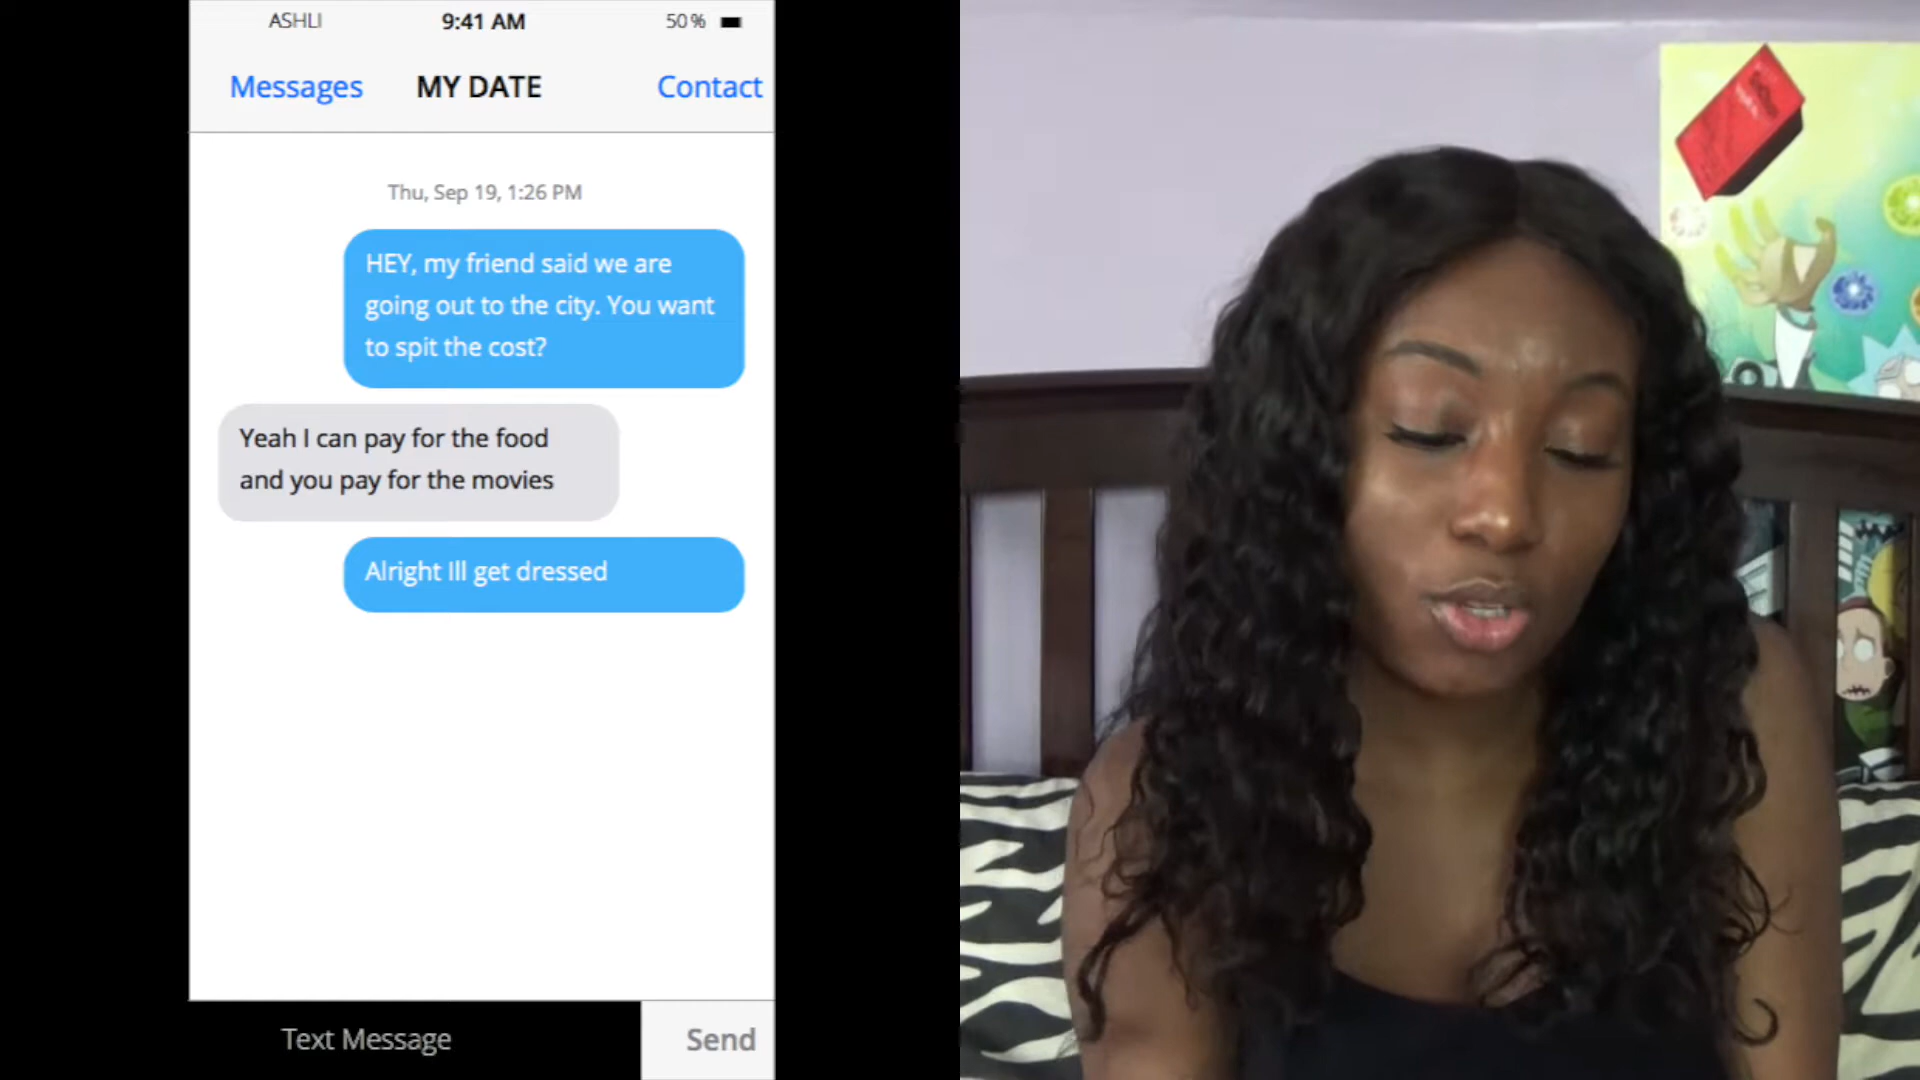 ASHLI 9:41 AM 50 %
Messages MY DATE Contact
Thu, Sep 19, 1:26 PM
HEY, my friend said we are
going out to the city. You want
to spit the cost?
Yeah I can pay for the food
and you pay for the movies
Alright Ill get dressed
Text Message Send